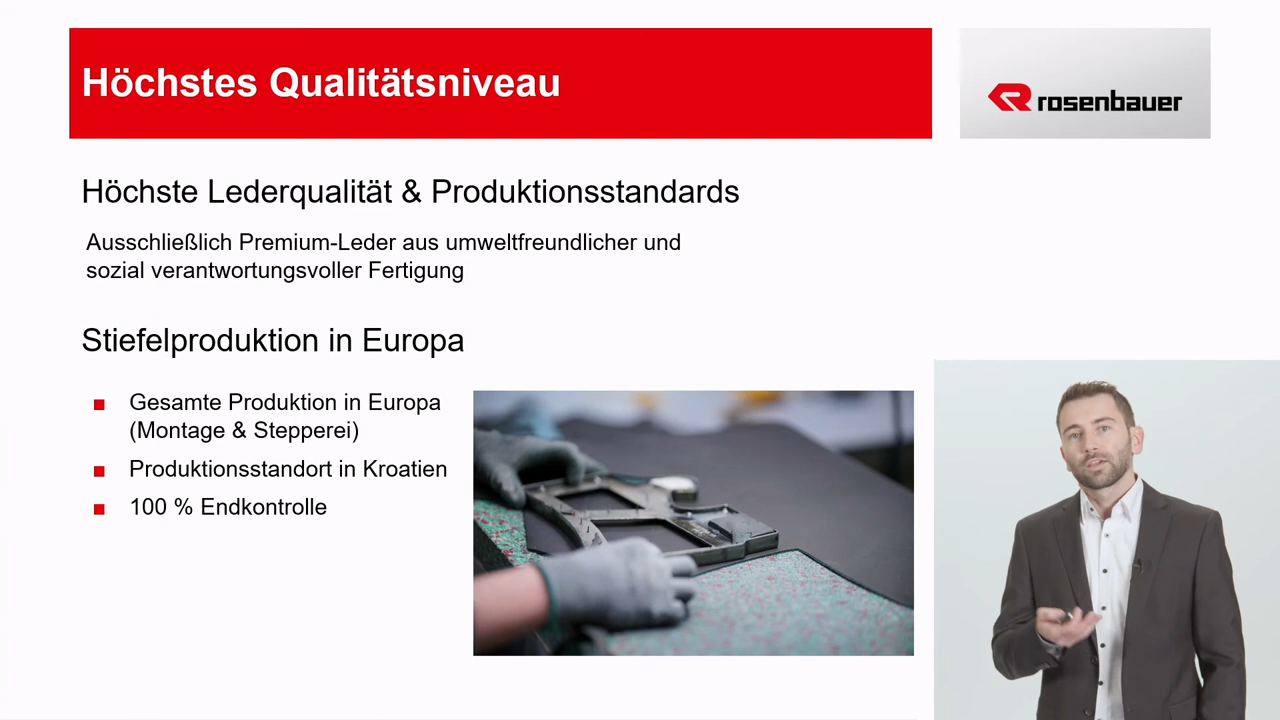 Höchstes Qualitätsniveau
rosenbauer
Höchste Lederqualität & Produktionsstandards
Ausschließlich Premium-Leder aus umweltfreundlicher und
sozial verantwortungsvoller Fertigung
Stiefelproduktion in Europa
Gesamte Produktion in Europa
(Montage & Stepperei)
Produktionsstandort in Kroatien
100 % Endkontrolle